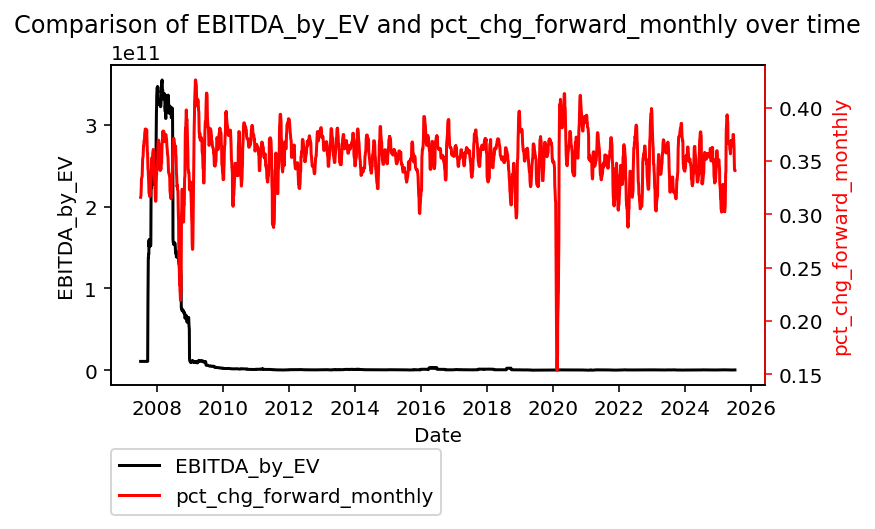 Comparison of EBITDA_by_EV and pct_chg_forward_monthly over time
1e11
3
2
1
0
EBITDA_by_EV
0.40
0.35
0.30
0.25
0.20
0.15
pct_chg_forward_monthly
2008 2010 2012 2014 2016 2018 2020 2022 2024 2026
Date
EBITDA_by_EV
pct_chg_forward_monthly